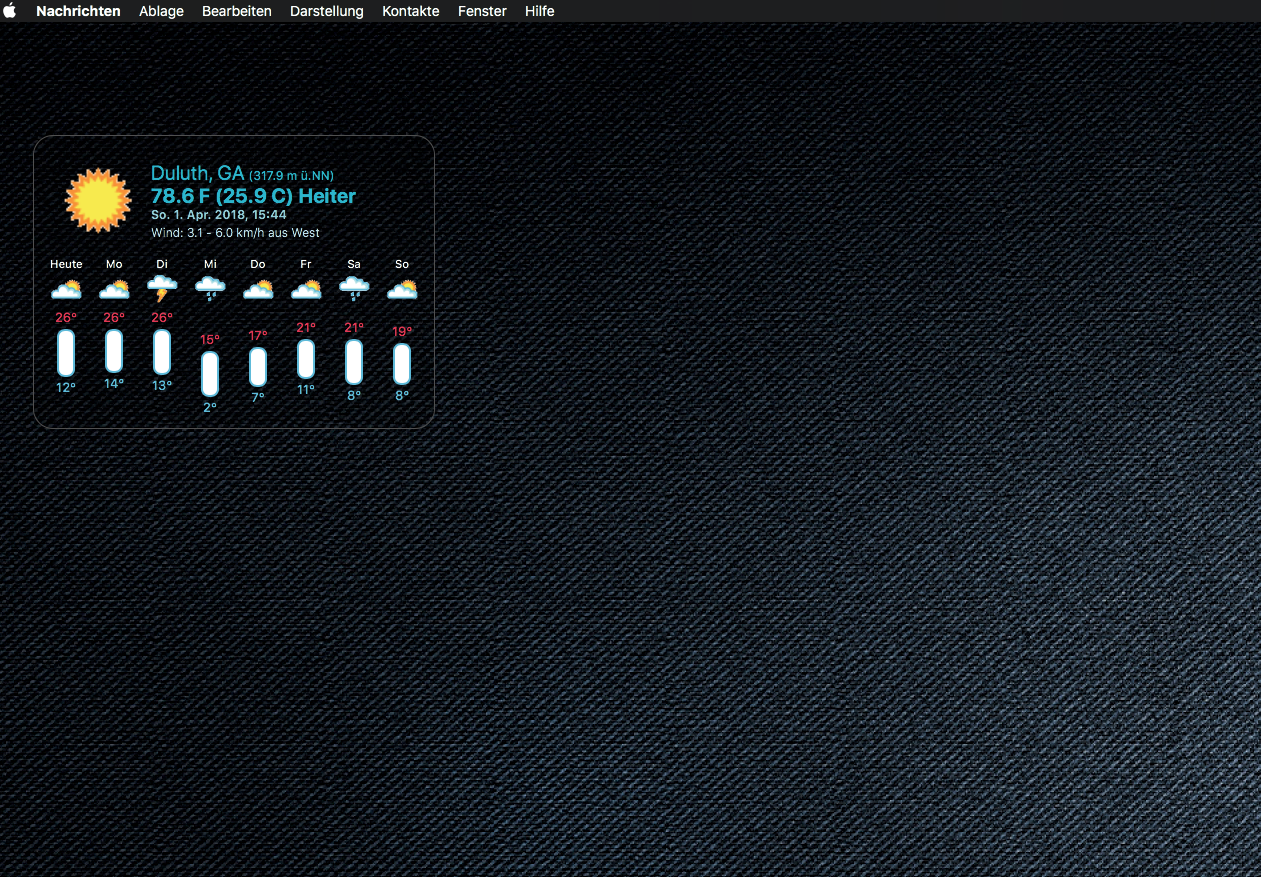 Nachrichten Ablage Bearbeiten Darstellung Kontakte Fenster Hilfe
Duluth, GA (317.9 m ü.NN)
78.6 F (25.9 C) Heiter
So. 1. Apr. 2018, 15:44
Wind: 3.1 - 6.0 km/h aus West
Heute Mo Di Mi Do Fr Sa So
26° 26° 26° 15° 17° 21° 21° 19°
12° 14° 13° 2° 7° 11° 8° 8°